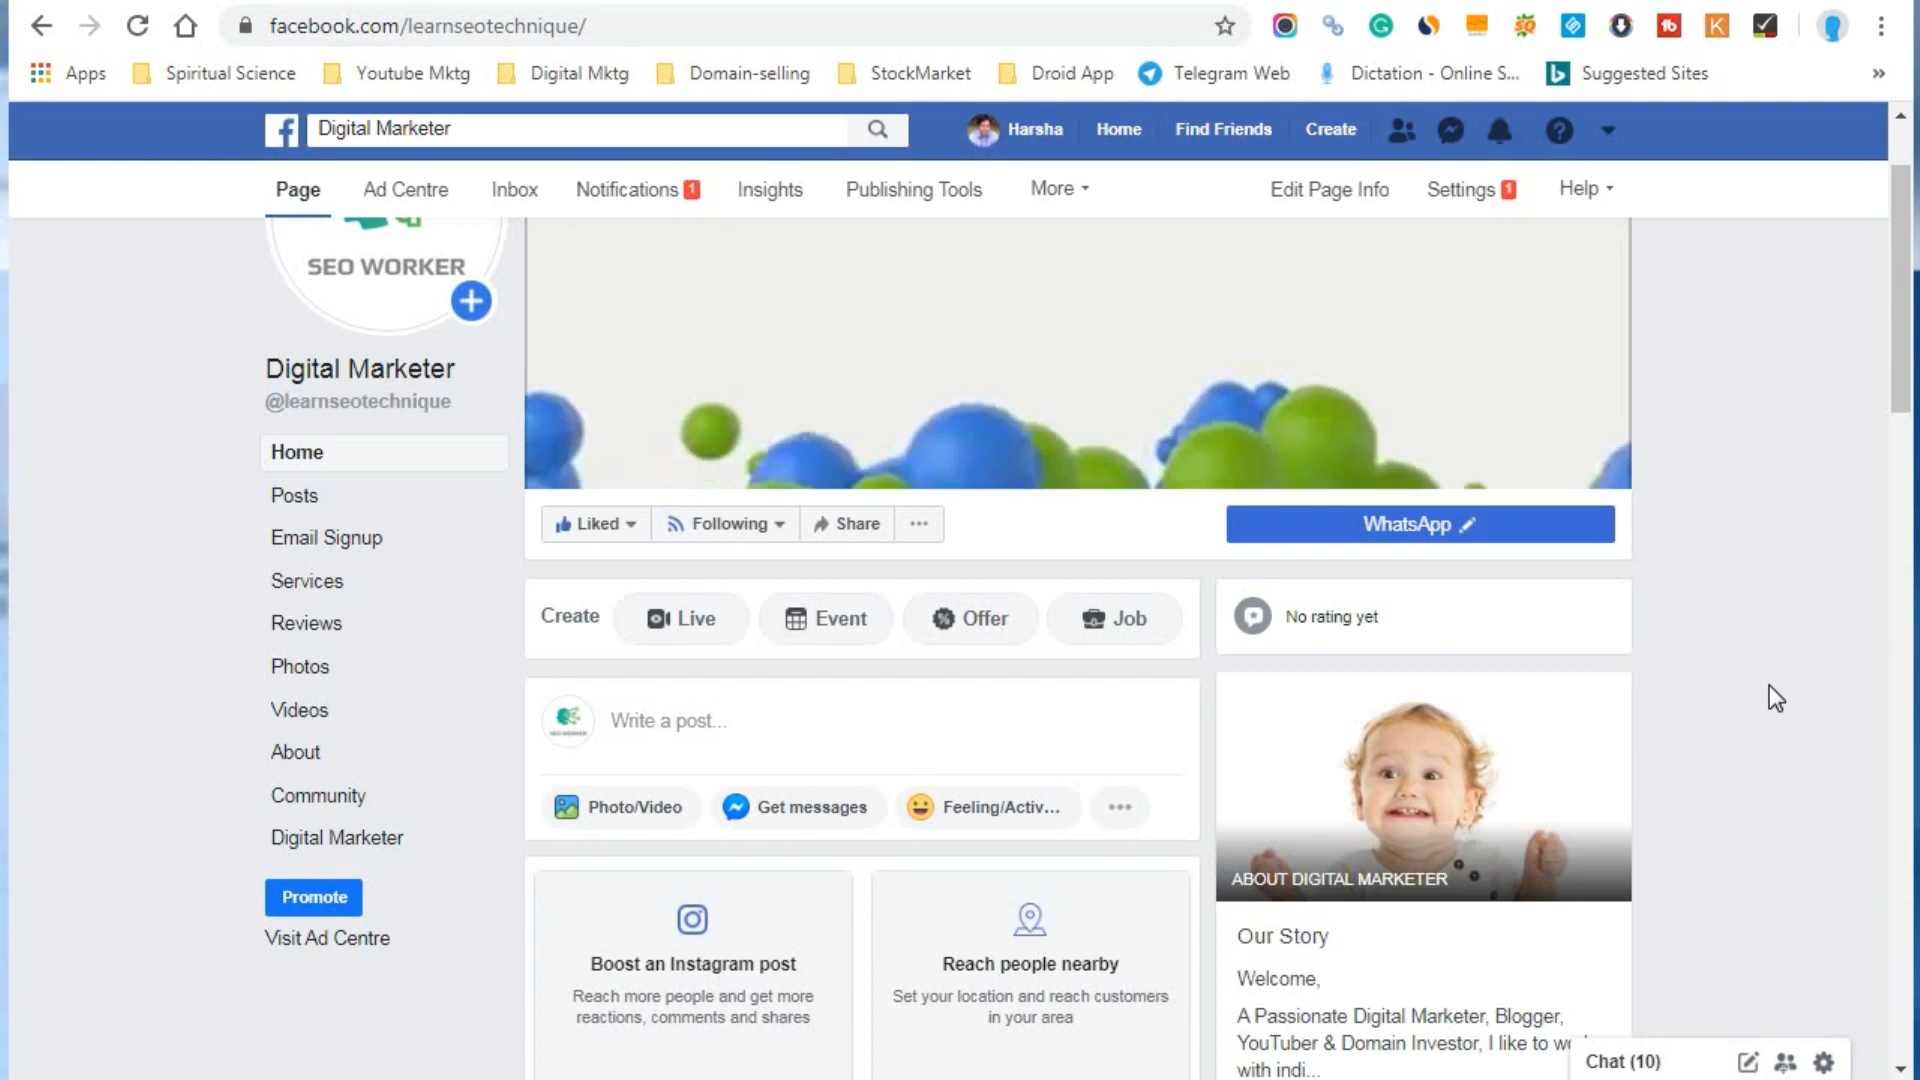 facebook.com/learnseotechnique/
Apps Spiritual Science Youtube Mktg Digital Mktg Domain-selling StockMarket Droid App Telegram Web Dictation - Online S... Suggested Sites »
Digital Marketer
Harsha Home Find Friends Create
Page Ad Centre Inbox Notifications 1 Insights Publishing Tools More Edit Page Info Settings 1 Help
SEO WORKER
Digital Marketer
@learnseotechnique
Home
Posts
Email Signup
Services
Reviews
Photos
Videos
About
Community
Digital Marketer
Promote
Visit Ad Centre
Liked Following Share ...
WhatsApp
Create Live Event Offer Job
No rating yet
SEO WORKER
Write a post...
Photo/Video Get messages Feeling/Activ... ...
Boost an Instagram post
Reach more people and get more
reactions, comments and shares
Reach people nearby
Set your location and reach customers
in your area
ABOUT DIGITAL MARKETER
Our Story
Welcome,
A Passionate Digital Marketer, Blogger,
YouTuber & Domain Investor, I like to
with indi...
Chat (10)